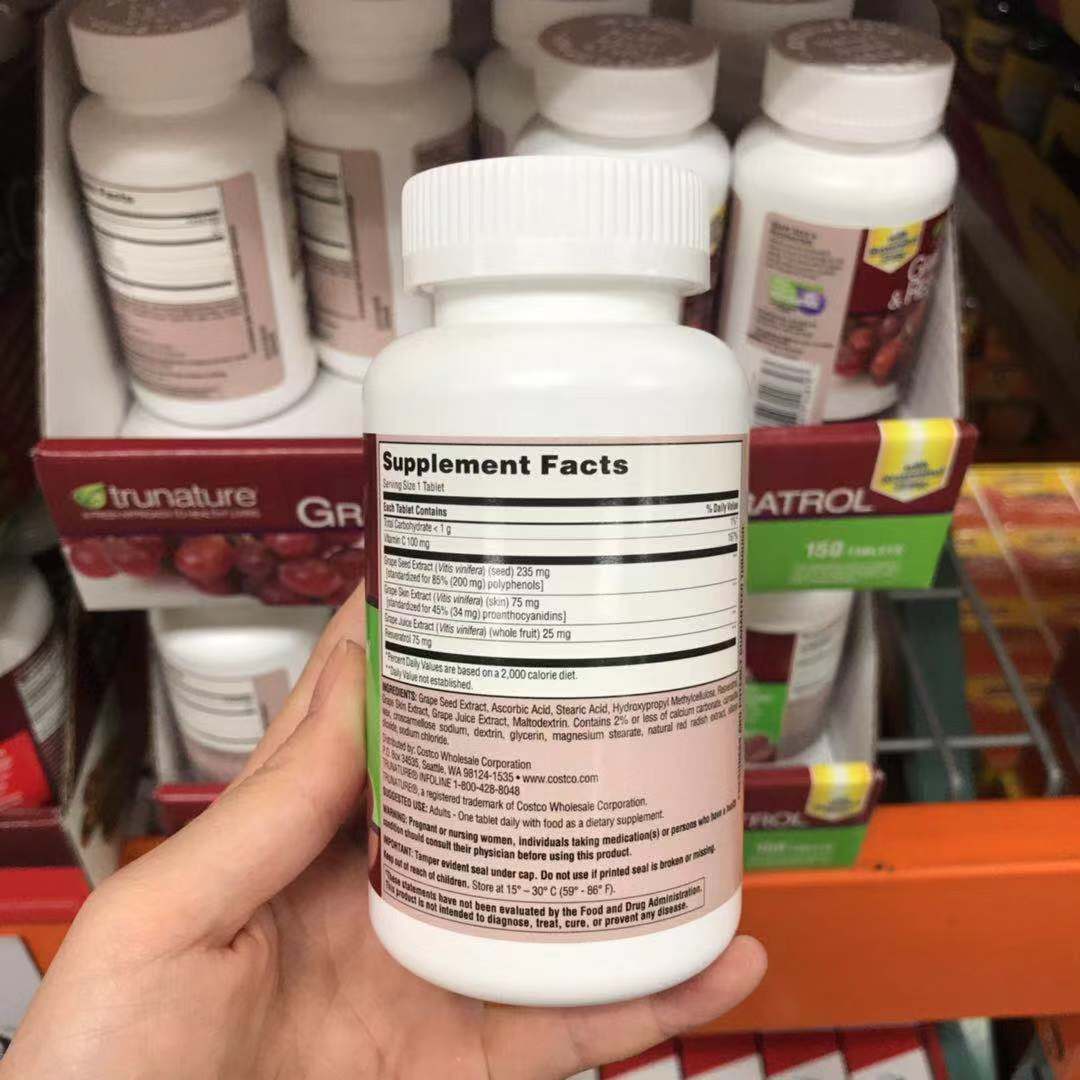 Supplement Facts
Serving Size 1 Tablet
Each Tablet Contains % Daily Value
Total Carbohydrate < 1 g
Vitamin C 100 mg
Grape Seed Extract (Vitis vinifera) (seed) 235 mg
[standardized for 85% (200 mg) polyphenols]
Grape Skin Extract (Vitis vinifera) (skin) 75 mg
[standardized for 45% (34 mg) proanthocyanidins]
Grape Juice Extract (Vitis vinifera) (whole fruit) 25 mg
Resveratrol 75 mg
*Percent Daily Values are based on a 2,000 calorie diet.
**Daily Value not established.
INGREDIENTS: Grape Seed Extract, Ascorbic Acid, Stearic Acid, Hydroxypropyl Methylcellulose,
Grape Skin Extract, Grape Juice Extract, Maltodextrin. Contains 2% or less of calcium carbonate,
croscarmellose sodium, dextrin, glycerin, magnesium stearate, natural red radish extract,
dioxide, sodium chloride.
Distributed by: Costco Wholesale Corporation
P.O. Box 34535, Seattle, WA 98124-1535 • www.costco.com
TRUNATURE® INFOLINE 1-800-428-8048
TRUNATURE®, a registered trademark of Costco Wholesale Corporation.
SUGGESTED USE: Adults - One tablet daily with food as a dietary supplement.
WARNING: Pregnant or nursing women, individuals taking medication(s) or persons who have a health
condition should consult their physician before using this product.
IMPORTANT: Tamper evident seal under cap. Do not use if printed seal is broken or missing.
Keep out of reach of children. Store at 15° – 30° C (59° - 86° F).
*These statements have not been evaluated by the Food and Drug Administration.
This product is not intended to diagnose, treat, cure, or prevent any disease.
trunature
GR
ATROL
150 TABLETS
TROL